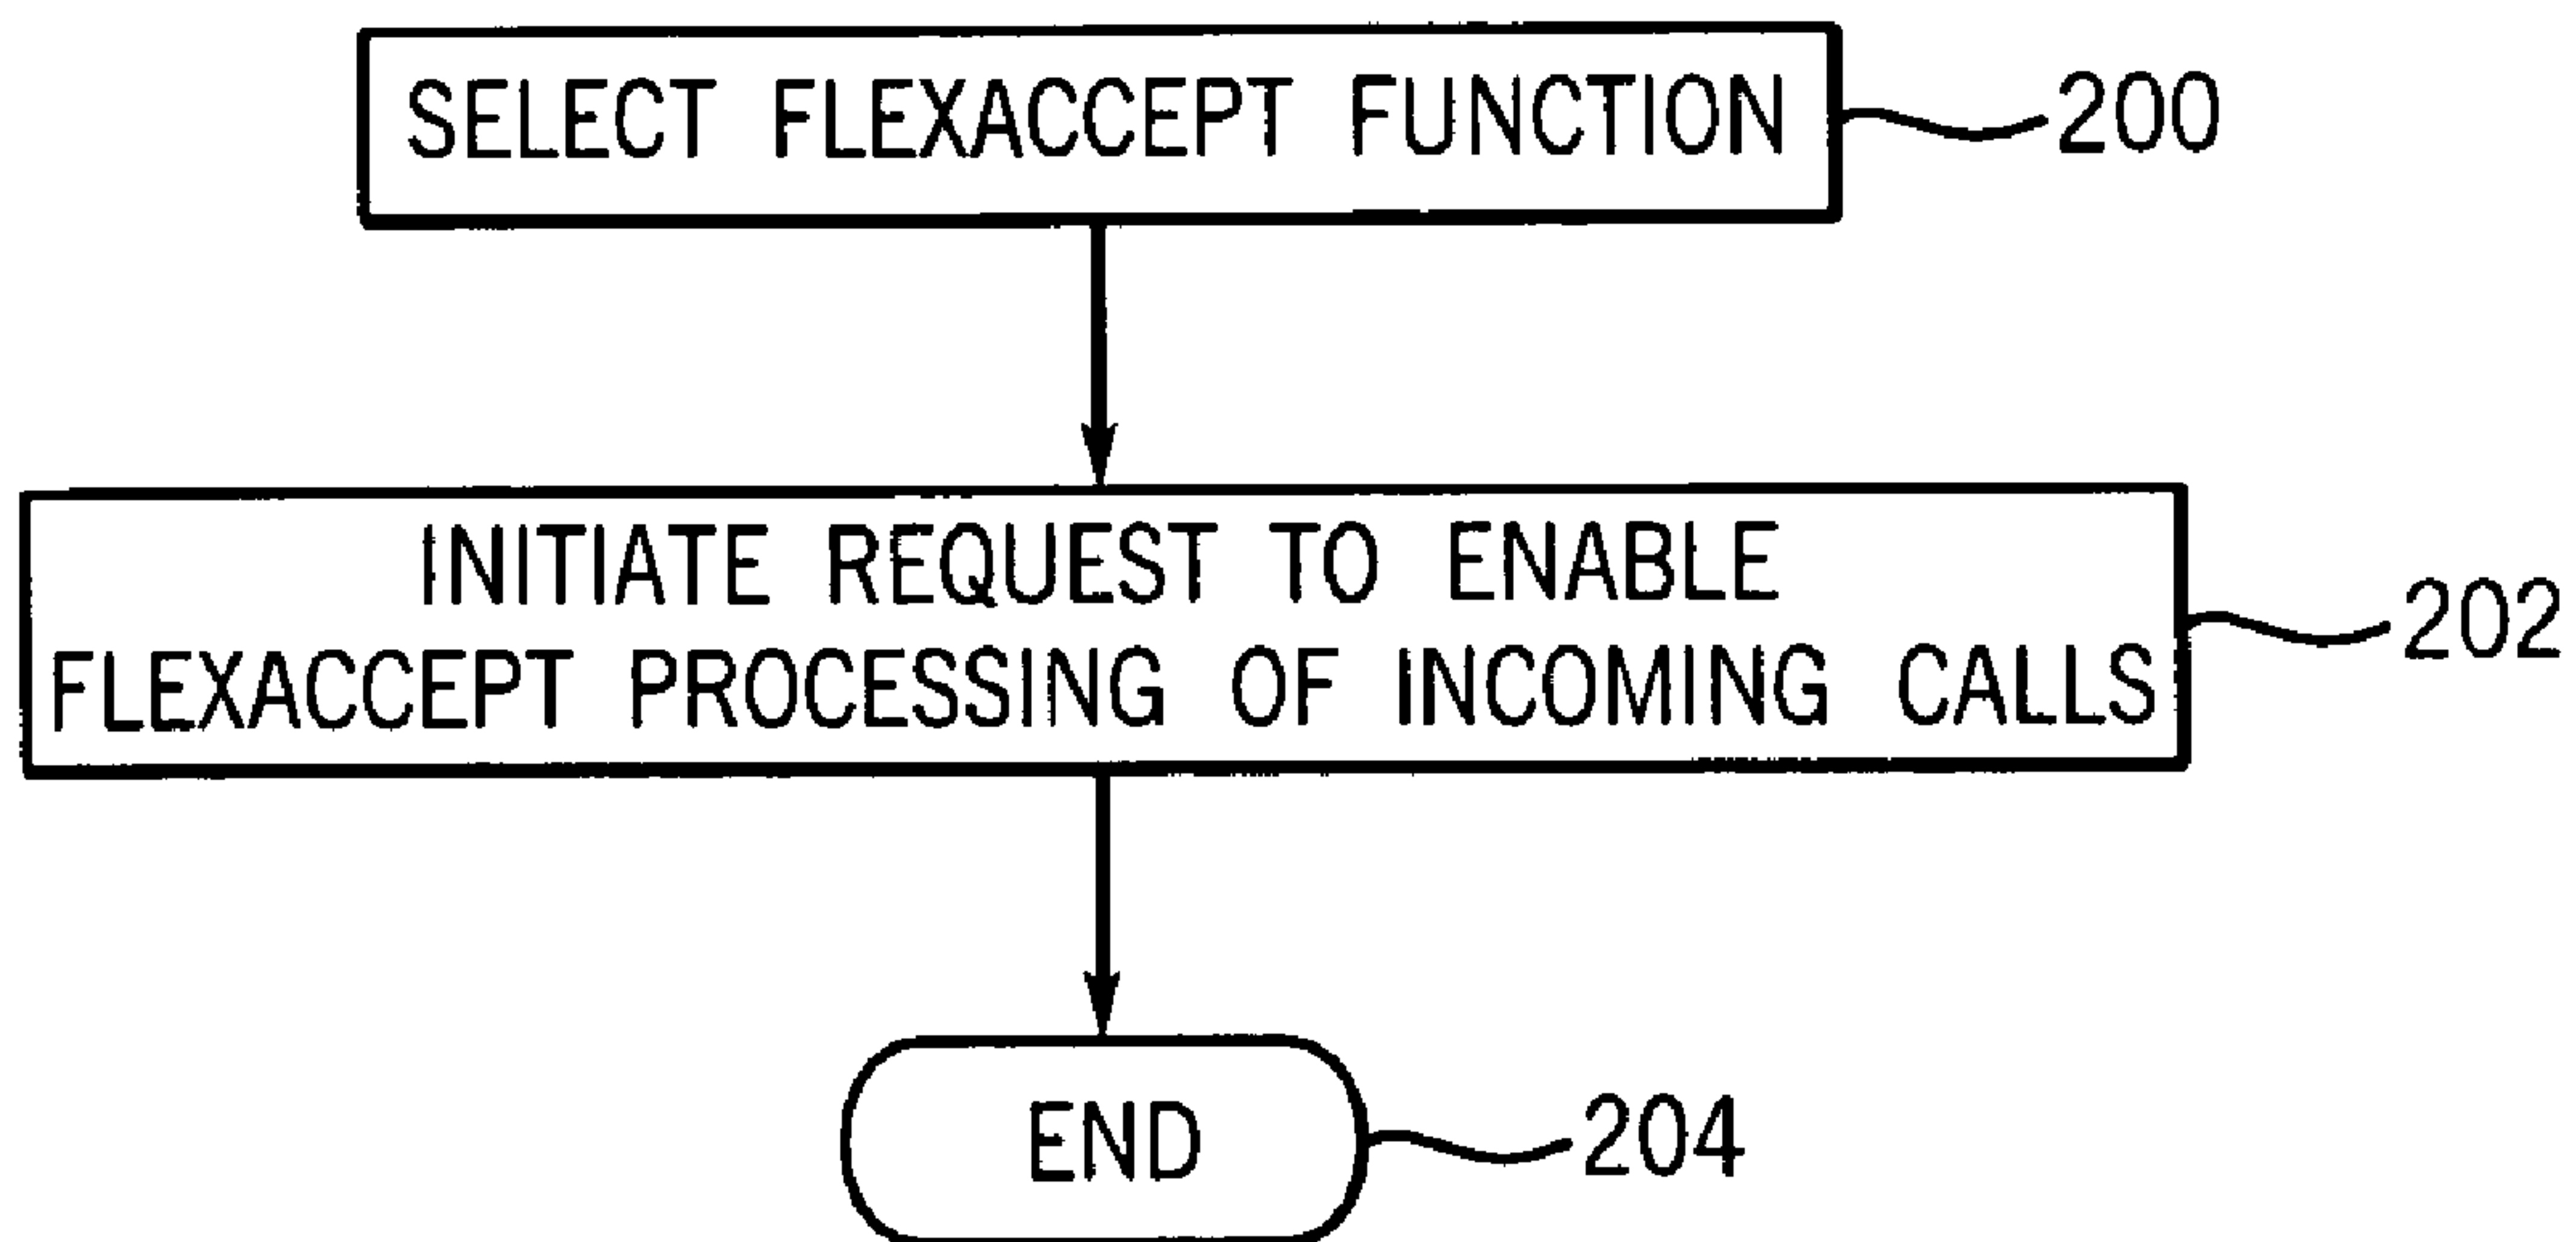 SELECT FLEXACCEPT FUNCTION
200
INITIATE REQUEST TO ENABLE
FLEXACCEPT PROCESSING OF INCOMING CALLS
202
END
204